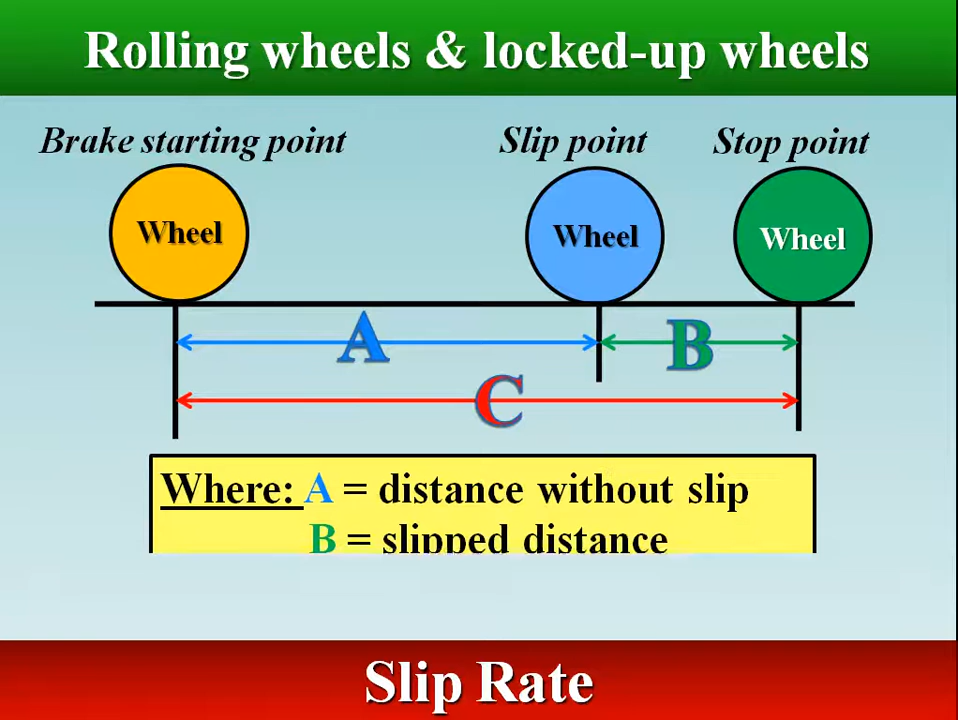 Rolling wheels & locked-up wheels
Brake starting point Slip point Stop point
Wheel Wheel Wheel
A B
C
Where: A = distance without slip
B = slipped distance
Slip Rate